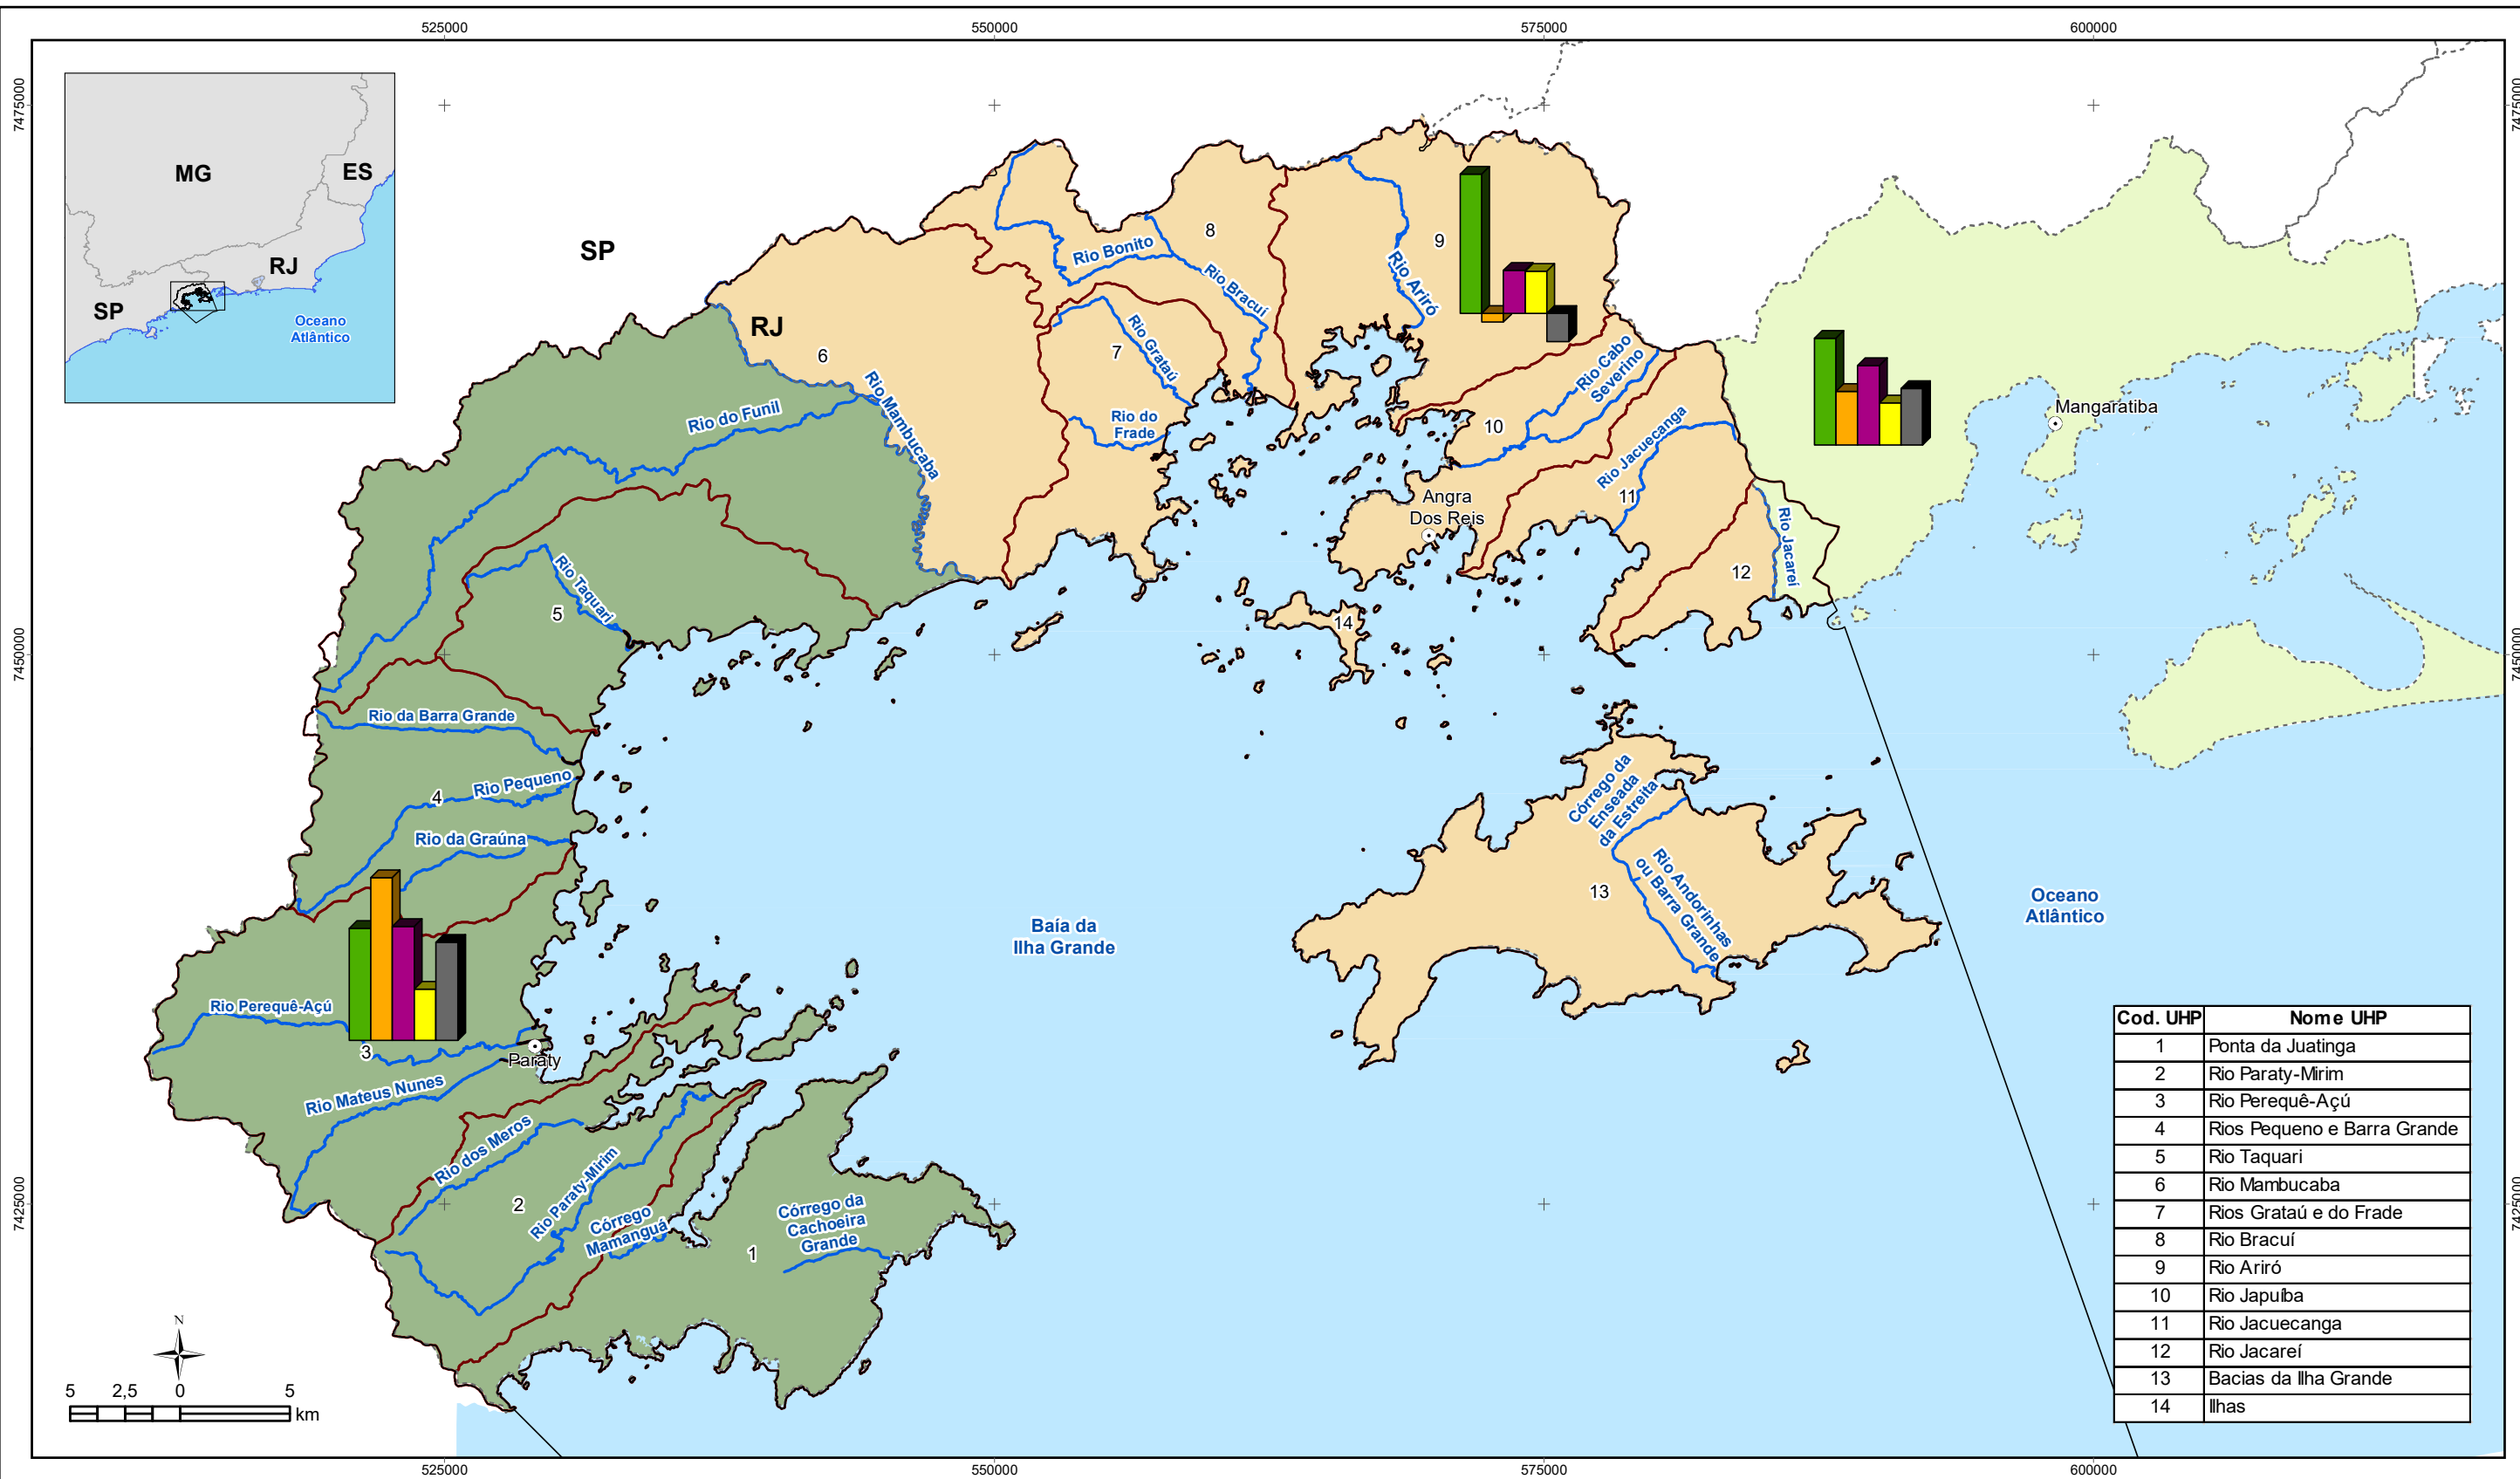 525000
550000
575000
600000
7475000
7475000
MG
ES
RJ
SP
Oceano
Atlântico
SP
RJ
8
9
Rio Bonito
Rio Bracuí
Rio Ariró
6
7
Rio Grataú
Rio Mambucaba
Rio do
Frade
Rio do Funil
Rio Cabo
Severino
10
Rio Jacuecanga
11
Mangaratiba
Angra
Dos Reis
Rio Jacareí
12
Rio Taquari
5
14
7450000
7450000
Rio da Barra Grande
Rio Pequeno
4
Rio da Graúna
Córrego da
Enseada
da Estreita
Rio Andorinhas
ou Barra Grande
13
Baía da
Ilha Grande
Oceano
Atlântico
Rio Perequê-Açú
3
Paraty
Rio Mateus Nunes
Rio dos Meros
Rio Paraty-Mirim
2
Córrego
Mamanguá
1
Córrego da
Cachoeira
Grande
7425000
7425000
Cod. UHP Nome UHP
1 Ponta da Juatinga
2 Rio Paraty-Mirim
3 Rio Perequê-Açú
4 Rios Pequeno e Barra Grande
5 Rio Taquari
6 Rio Mambucaba
7 Rios Grataú e do Frade
8 Rio Bracuí
9 Rio Ariró
10 Rio Japuíba
11 Rio Jacuecanga
12 Rio Jacareí
13 Bacias da Ilha Grande
14 Ilhas
N
5 2,5 0 5
km
525000
550000
575000
600000